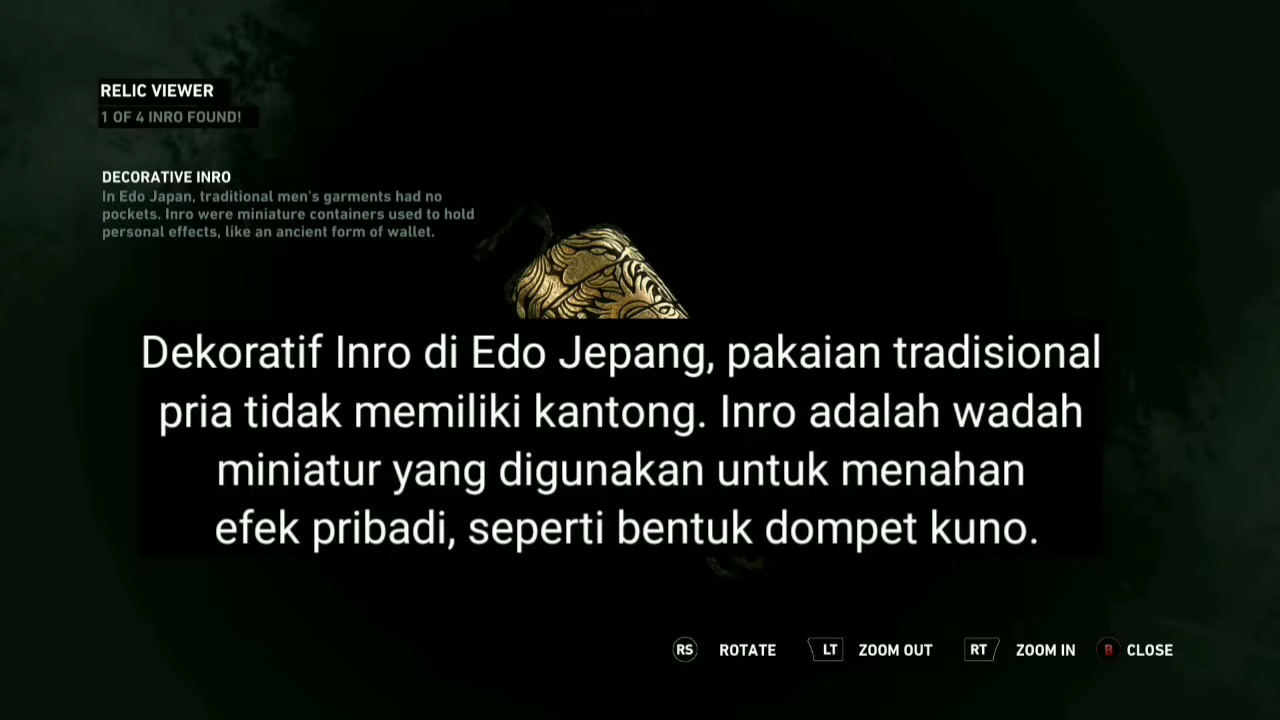 RELIC VIEWER
1 OF 4 INRO FOUND!
DECORATIVE INRO
In Edo Japan, traditional men's garments had no
pockets. Inro were miniature containers used to hold
personal effects, like an ancient form of wallet.
Dekoratif Inro di Edo Jepang, pakaian tradisional
pria tidak memiliki kantong. Inro adalah wadah
miniatur yang digunakan untuk menahan
efek pribadi, seperti bentuk dompet kuno.
RS ROTATE LT ZOOM OUT RT ZOOM IN B CLOSE